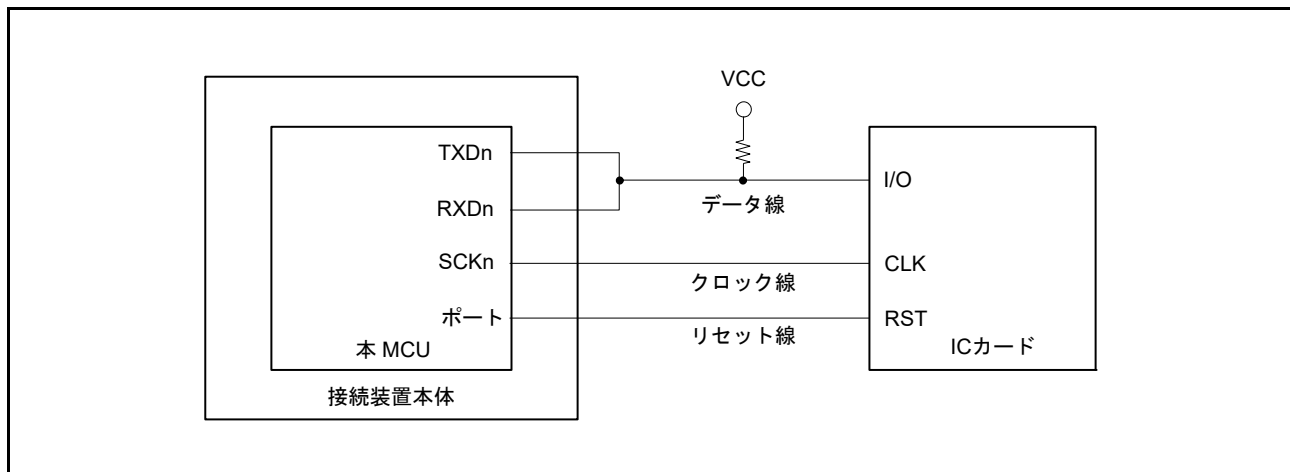 VCC
TXDn
RXDn
SCKn
ポート
本 MCU
接続装置本体
データ線
クロック線
リセット線
I/O
CLK
RST
ICカード